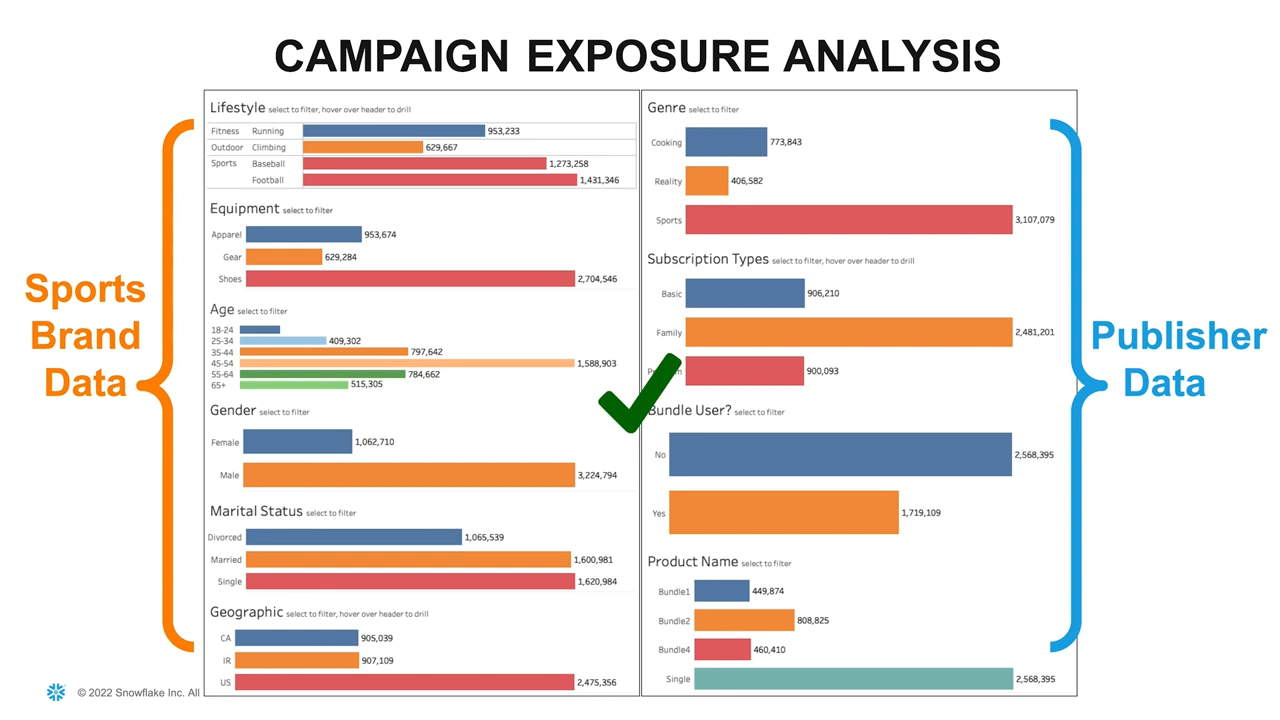 CAMPAIGN EXPOSURE ANALYSIS
Sports
Brand
Data
Lifestyle select to filter, hover over header to drill
Fitness Running 953,233
Outdoor Climbing 629,667
Sports Baseball 1,273,258
Football 1,431,346
Equipment select to filter
Apparel 953,674
Gear 629,284
Shoes 2,704,546
Age select to filter
18-24
25-34 409,302
35-44 797,642
45-54 1,588,903
55-64 784,662
65+ 515,305
Gender select to filter
Female 1,062,710
Male 3,224,794
Marital Status select to filter
Divorced 1,065,539
Married 1,600,981
Single 1,620,984
Geographic select to filter, hover over header to drill
CA 905,039
IR 907,109
US 2,475,356
Genre select to filter
Cooking 773,843
Reality 406,582
Sports 3,107,079
Subscription Types select to filter, hover over header to drill
Basic 906,210
Family 2,481,201
900,093
Bundle User? select to filter
No 2,568,395
Yes 1,719,109
Product Name select to filter
Bundle1 449,874
Bundle2 808,825
Bundle4 460,410
Single 2,568,395
Publisher
Data
© 2022 Snowflake Inc. All